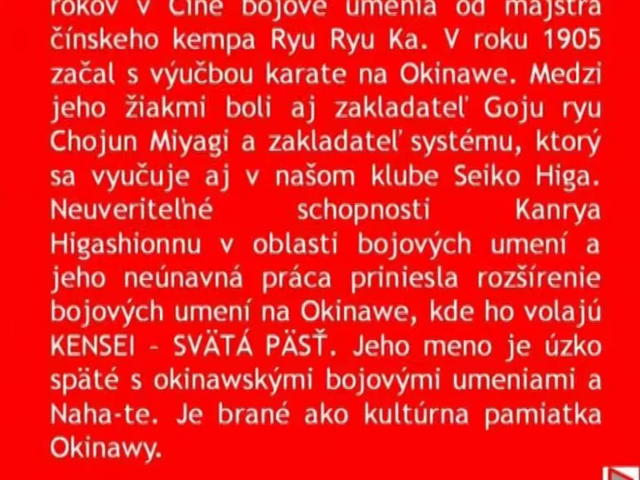 rokov v Číne bojové umenia od majstra
čínskeho kempa Ryu Ryu Ka. V roku 1905
začal s výučbou karate na Okinawe. Medzi
jeho žiakmi boli aj zakladateľ Goju ryu
Chojun Miyagi a zakladateľ systému, ktorý
sa vyučuje aj v našom klube Seiko Higa.
Neuveriteľné schopnosti Kanrya
Higashionnu v oblasti bojových umení a
jeho neúnavná práca priniesla rozšírenie
bojových umení na Okinawe, kde ho volajú
KENSEI – SVÄTÁ PÄSŤ. Jeho meno je úzko
späté s okinawskými bojovými umeniami a
Naha-te. Je brané ako kultúrna pamiatka
Okinawy.